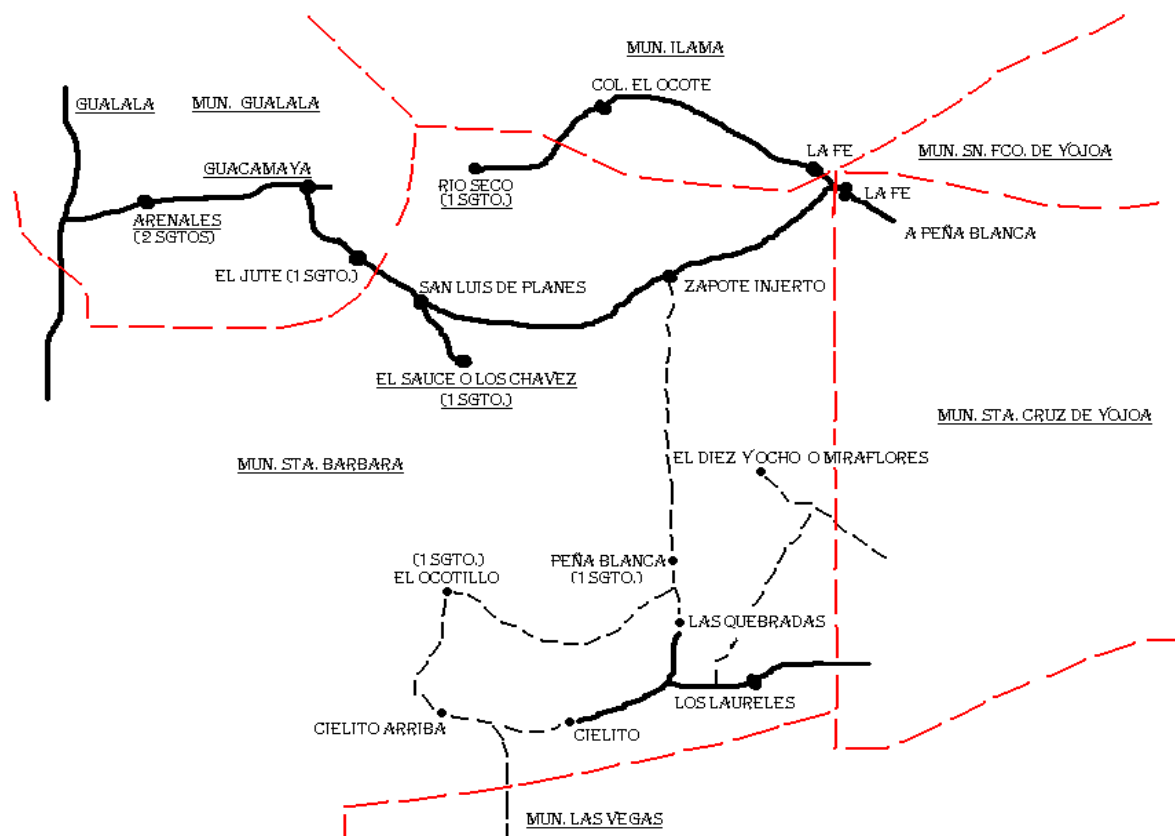 MUN. ILAMA
COL. EL OCOTE
GUALALA
MUN. GUALALA
LA FE
MUN. SN. FCO. DE YOJOA
GUACAMAYA
RIO SECO
(1 SGTO.)
LA FE
ARENALES
(2 SGTOS)
A PEÑA BLANCA
EL JUTE (1 SGTO.)
SAN LUIS DE PLANES
ZAPOTE INJERTO
EL SAUCE O LOS CHAVEZ
(1 SGTO.)
MUN. STA. CRUZ DE YOJOA
MUN. STA. BARBARA
EL DIEZ Y OCHO O MIRAFLORES
(1 SGTO.)
EL OCOTILLO
PEÑA BLANCA
(1 SGTO.)
LAS QUEBRADAS
LOS LAURELES
CIELITO ARRIBA
CIELITO
MUN. LAS VEGAS